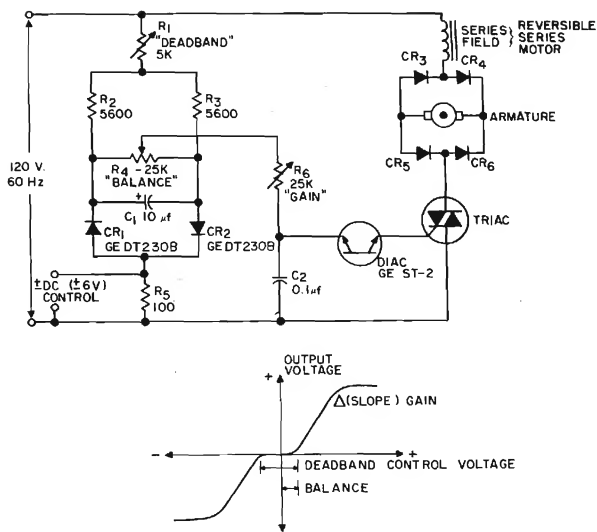 R1
"DEADBAND"
5K
SERIES
FIELD
REVERSIBLE
SERIES
MOTOR
CR3
CR4
R2
5600
R3
5600
ARMATURE
120 V.
60 Hz
R4 -25K
"BALANCE"
R6
25K
"GAIN"
CR5
CR6
+
C1 10 µf
TRIAC
CR1
GE DT230B
CR2
GE DT230B
DIAC
GE ST-2
±DC (±6V)
CONTROL
R5
100
C2
0.1µf
OUTPUT
VOLTAGE
+
Δ(SLOPE) GAIN
-
+
DEADBAND CONTROL VOLTAGE
BALANCE
-